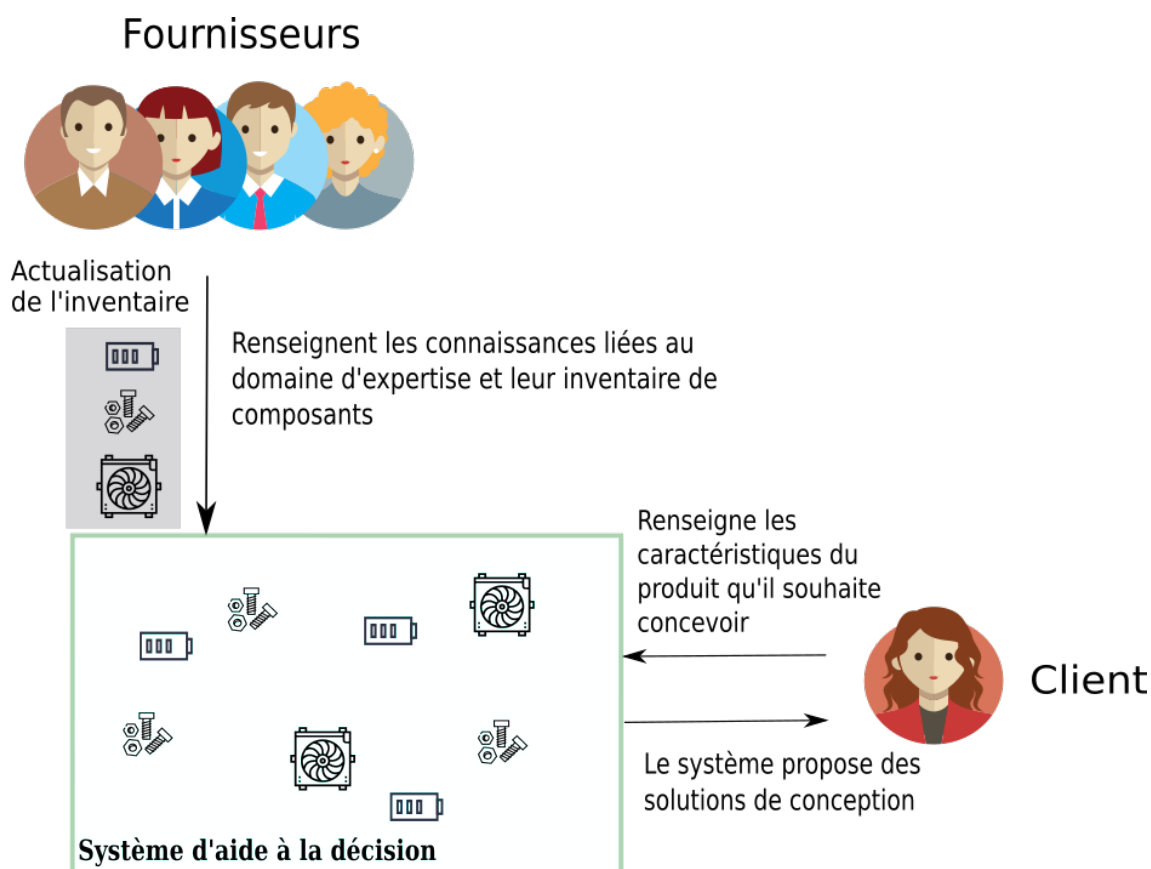 Fournisseurs
Actualisation
de l'inventaire
Renseignent les connaissances liées au
domaine d'expertise et leur inventaire de
composants
Renseigne les
caractéristiques du
produit qu'il souhaite
concevoir
Client
Le système propose des
solutions de conception
Système d'aide à la décision